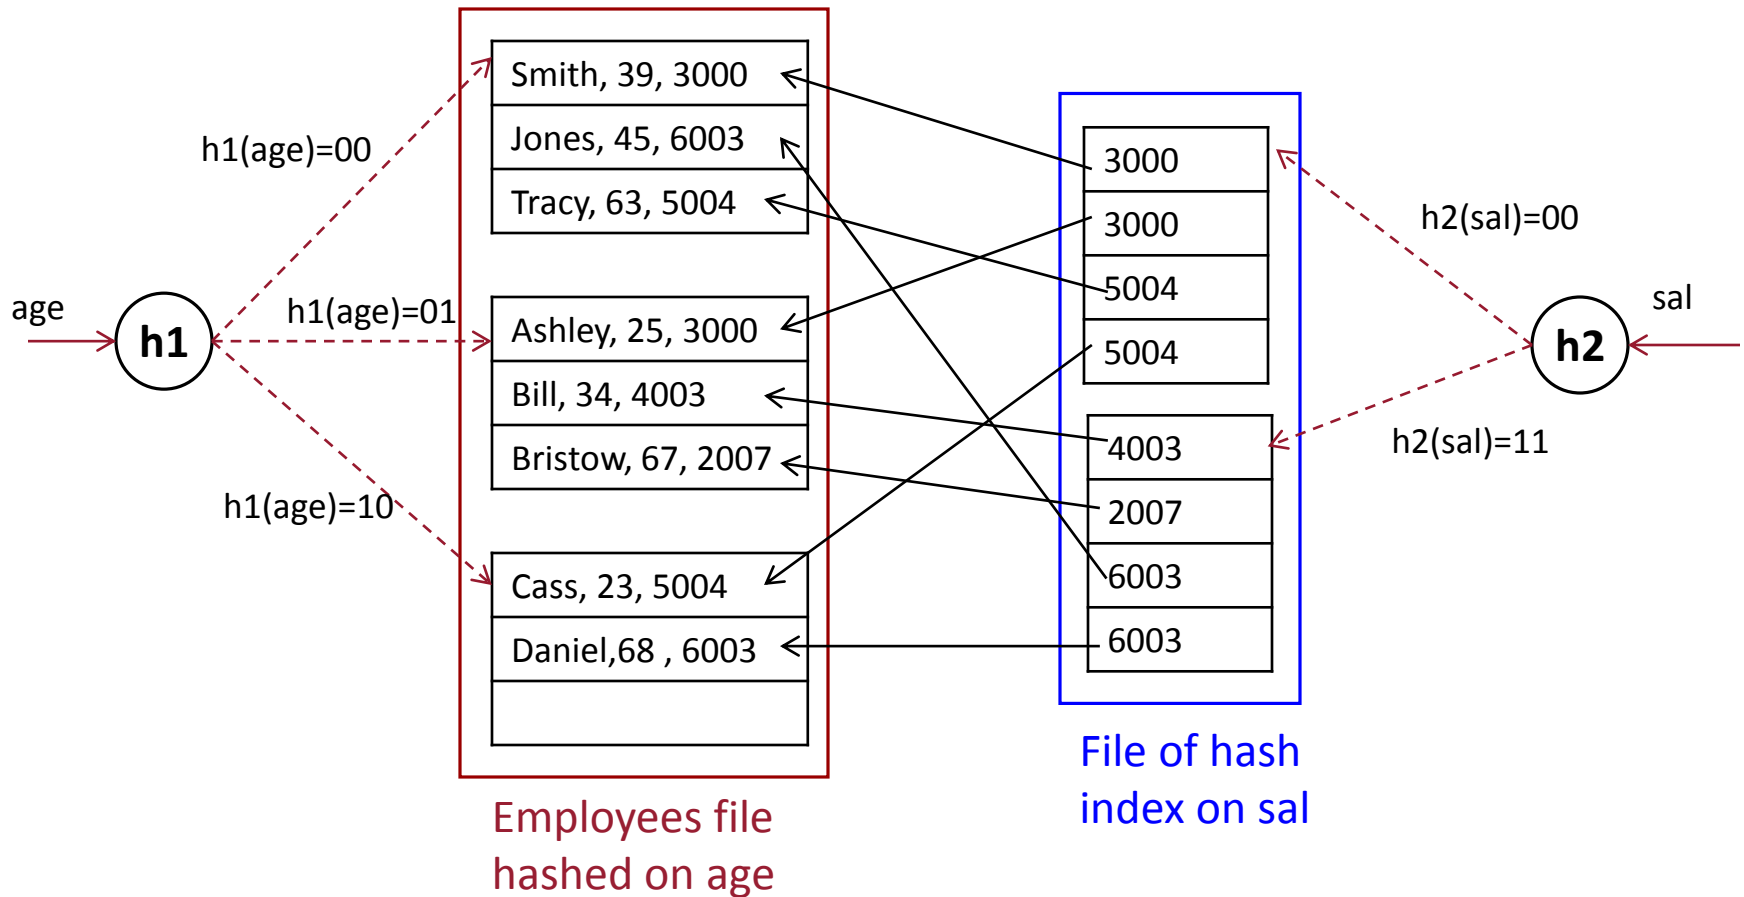 age
h1
h1(age)=00
h1(age)=01
h1(age)=10
Smith, 39, 3000
Jones, 45, 6003
Tracy, 63, 5004
Ashley, 25, 3000
Bill, 34, 4003
Bristow, 67, 2007
Cass, 23, 5004
Daniel,68 , 6003
Employees file
hashed on age
3000
3000
5004
5004
4003
2007
6003
6003
File of hash
index on sal
h2(sal)=00
h2(sal)=11
h2
sal